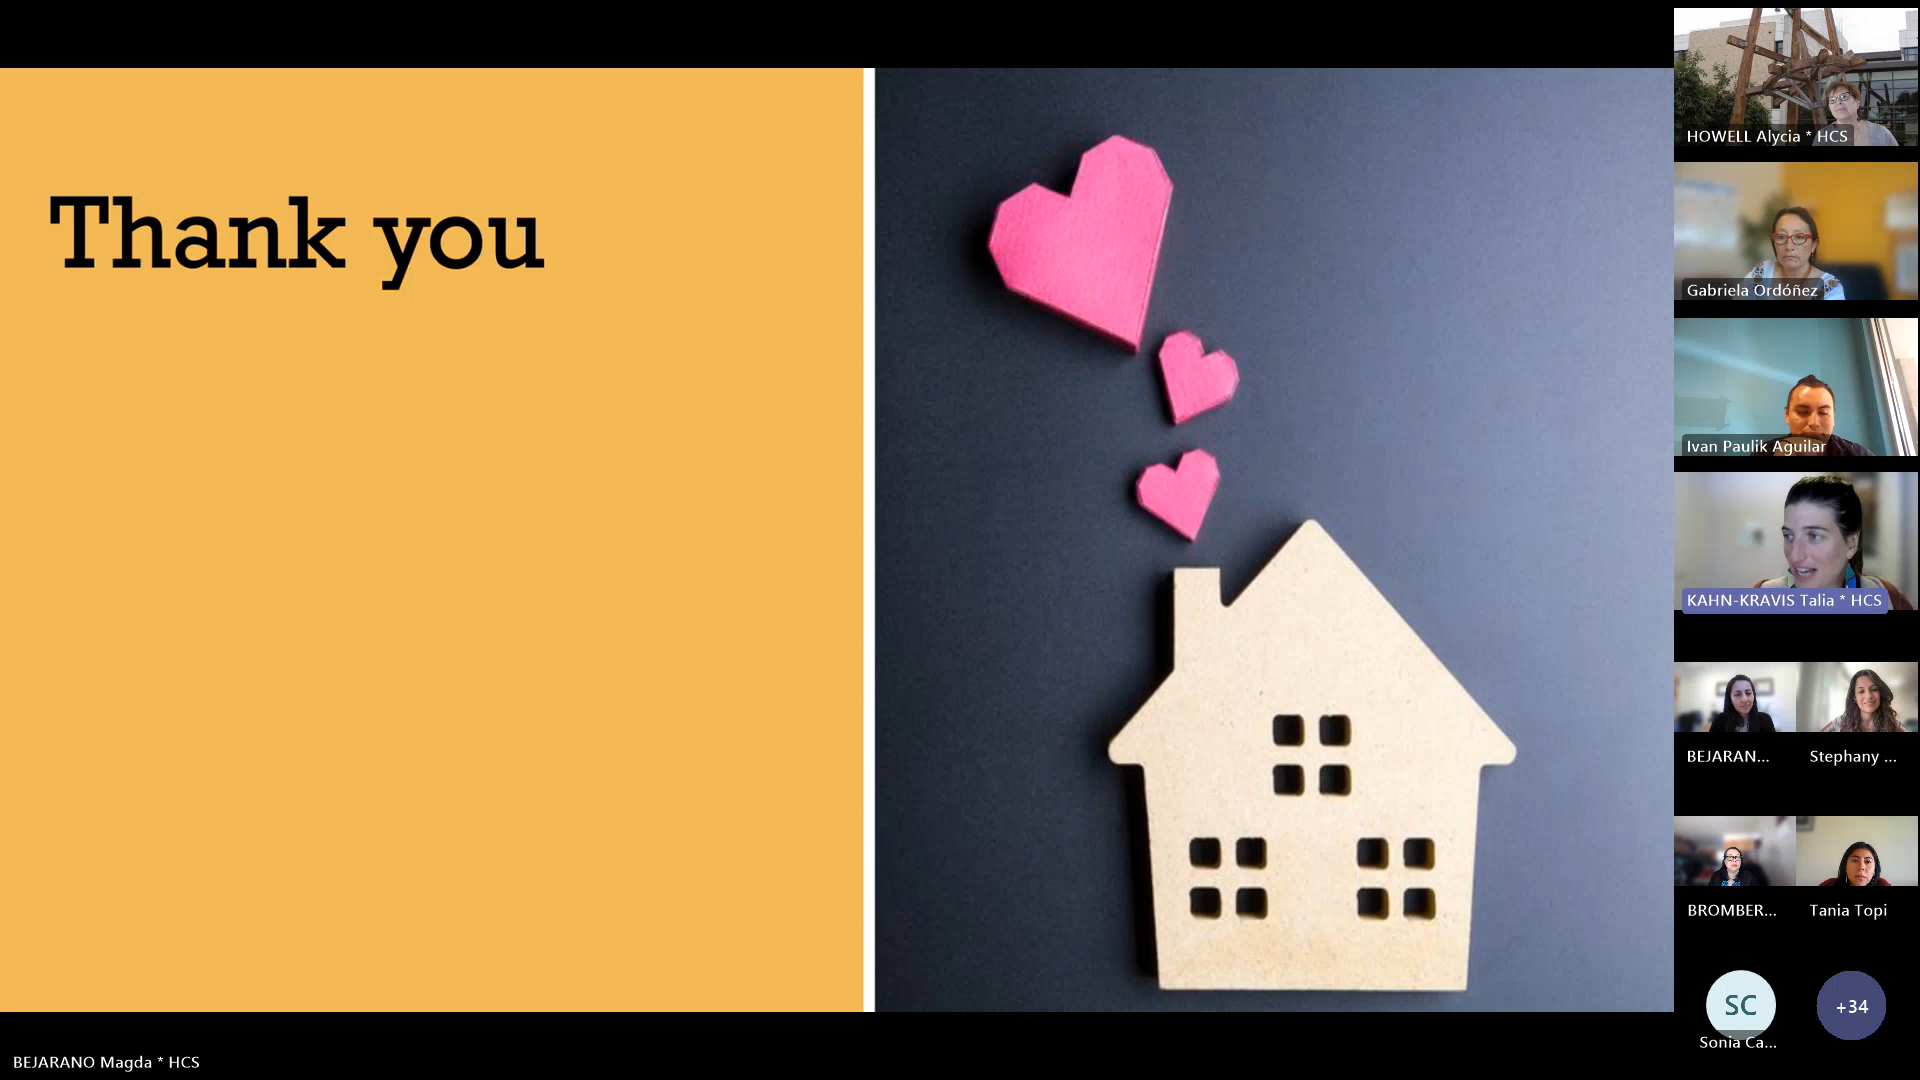 Thank you
HOWELL Alycia * HCS
Gabriela Ordóñez
Ivan Paulik Aguilar
KAHN-KRAVIS Talia * HCS
BEJARAN...
Stephany ...
BROMBER...
Tania Topi
SC
+34
Sonia Ca...
BEJARANO Magda * HCS